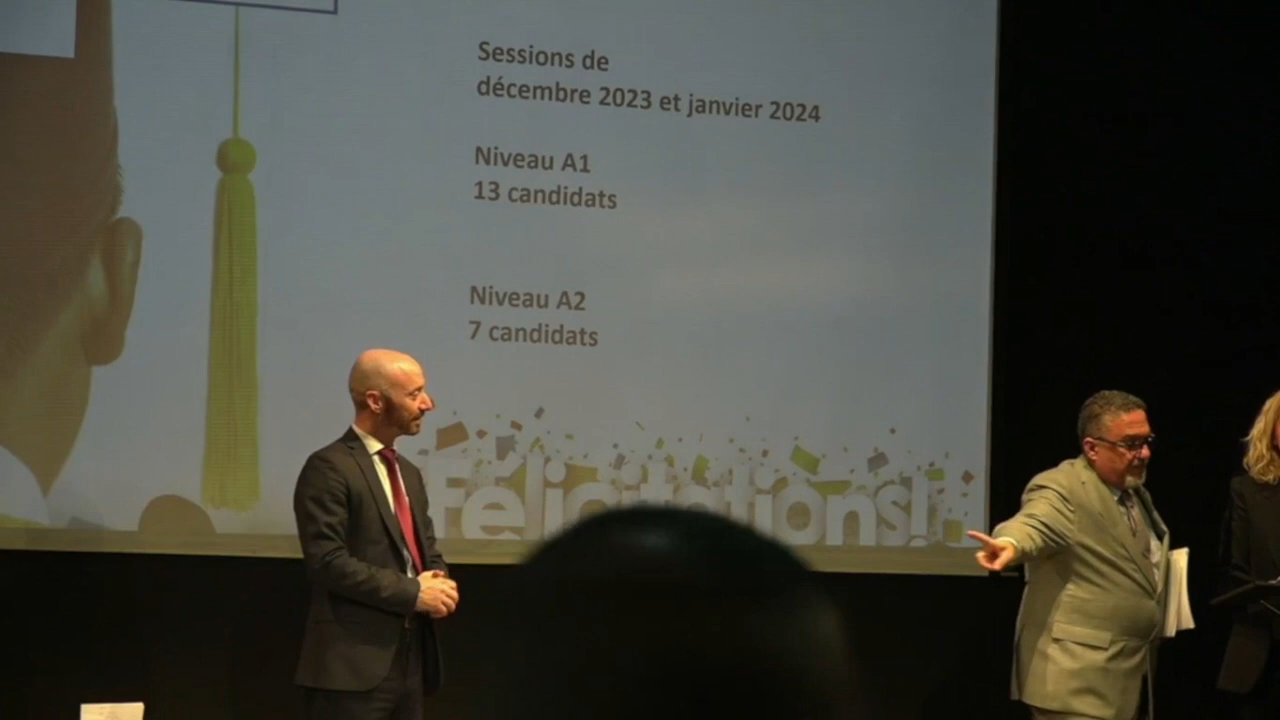 Sessions de
décembre 2023 et janvier 2024
Niveau A1
13 candidats
Niveau A2
7 candidats
Félicitations!